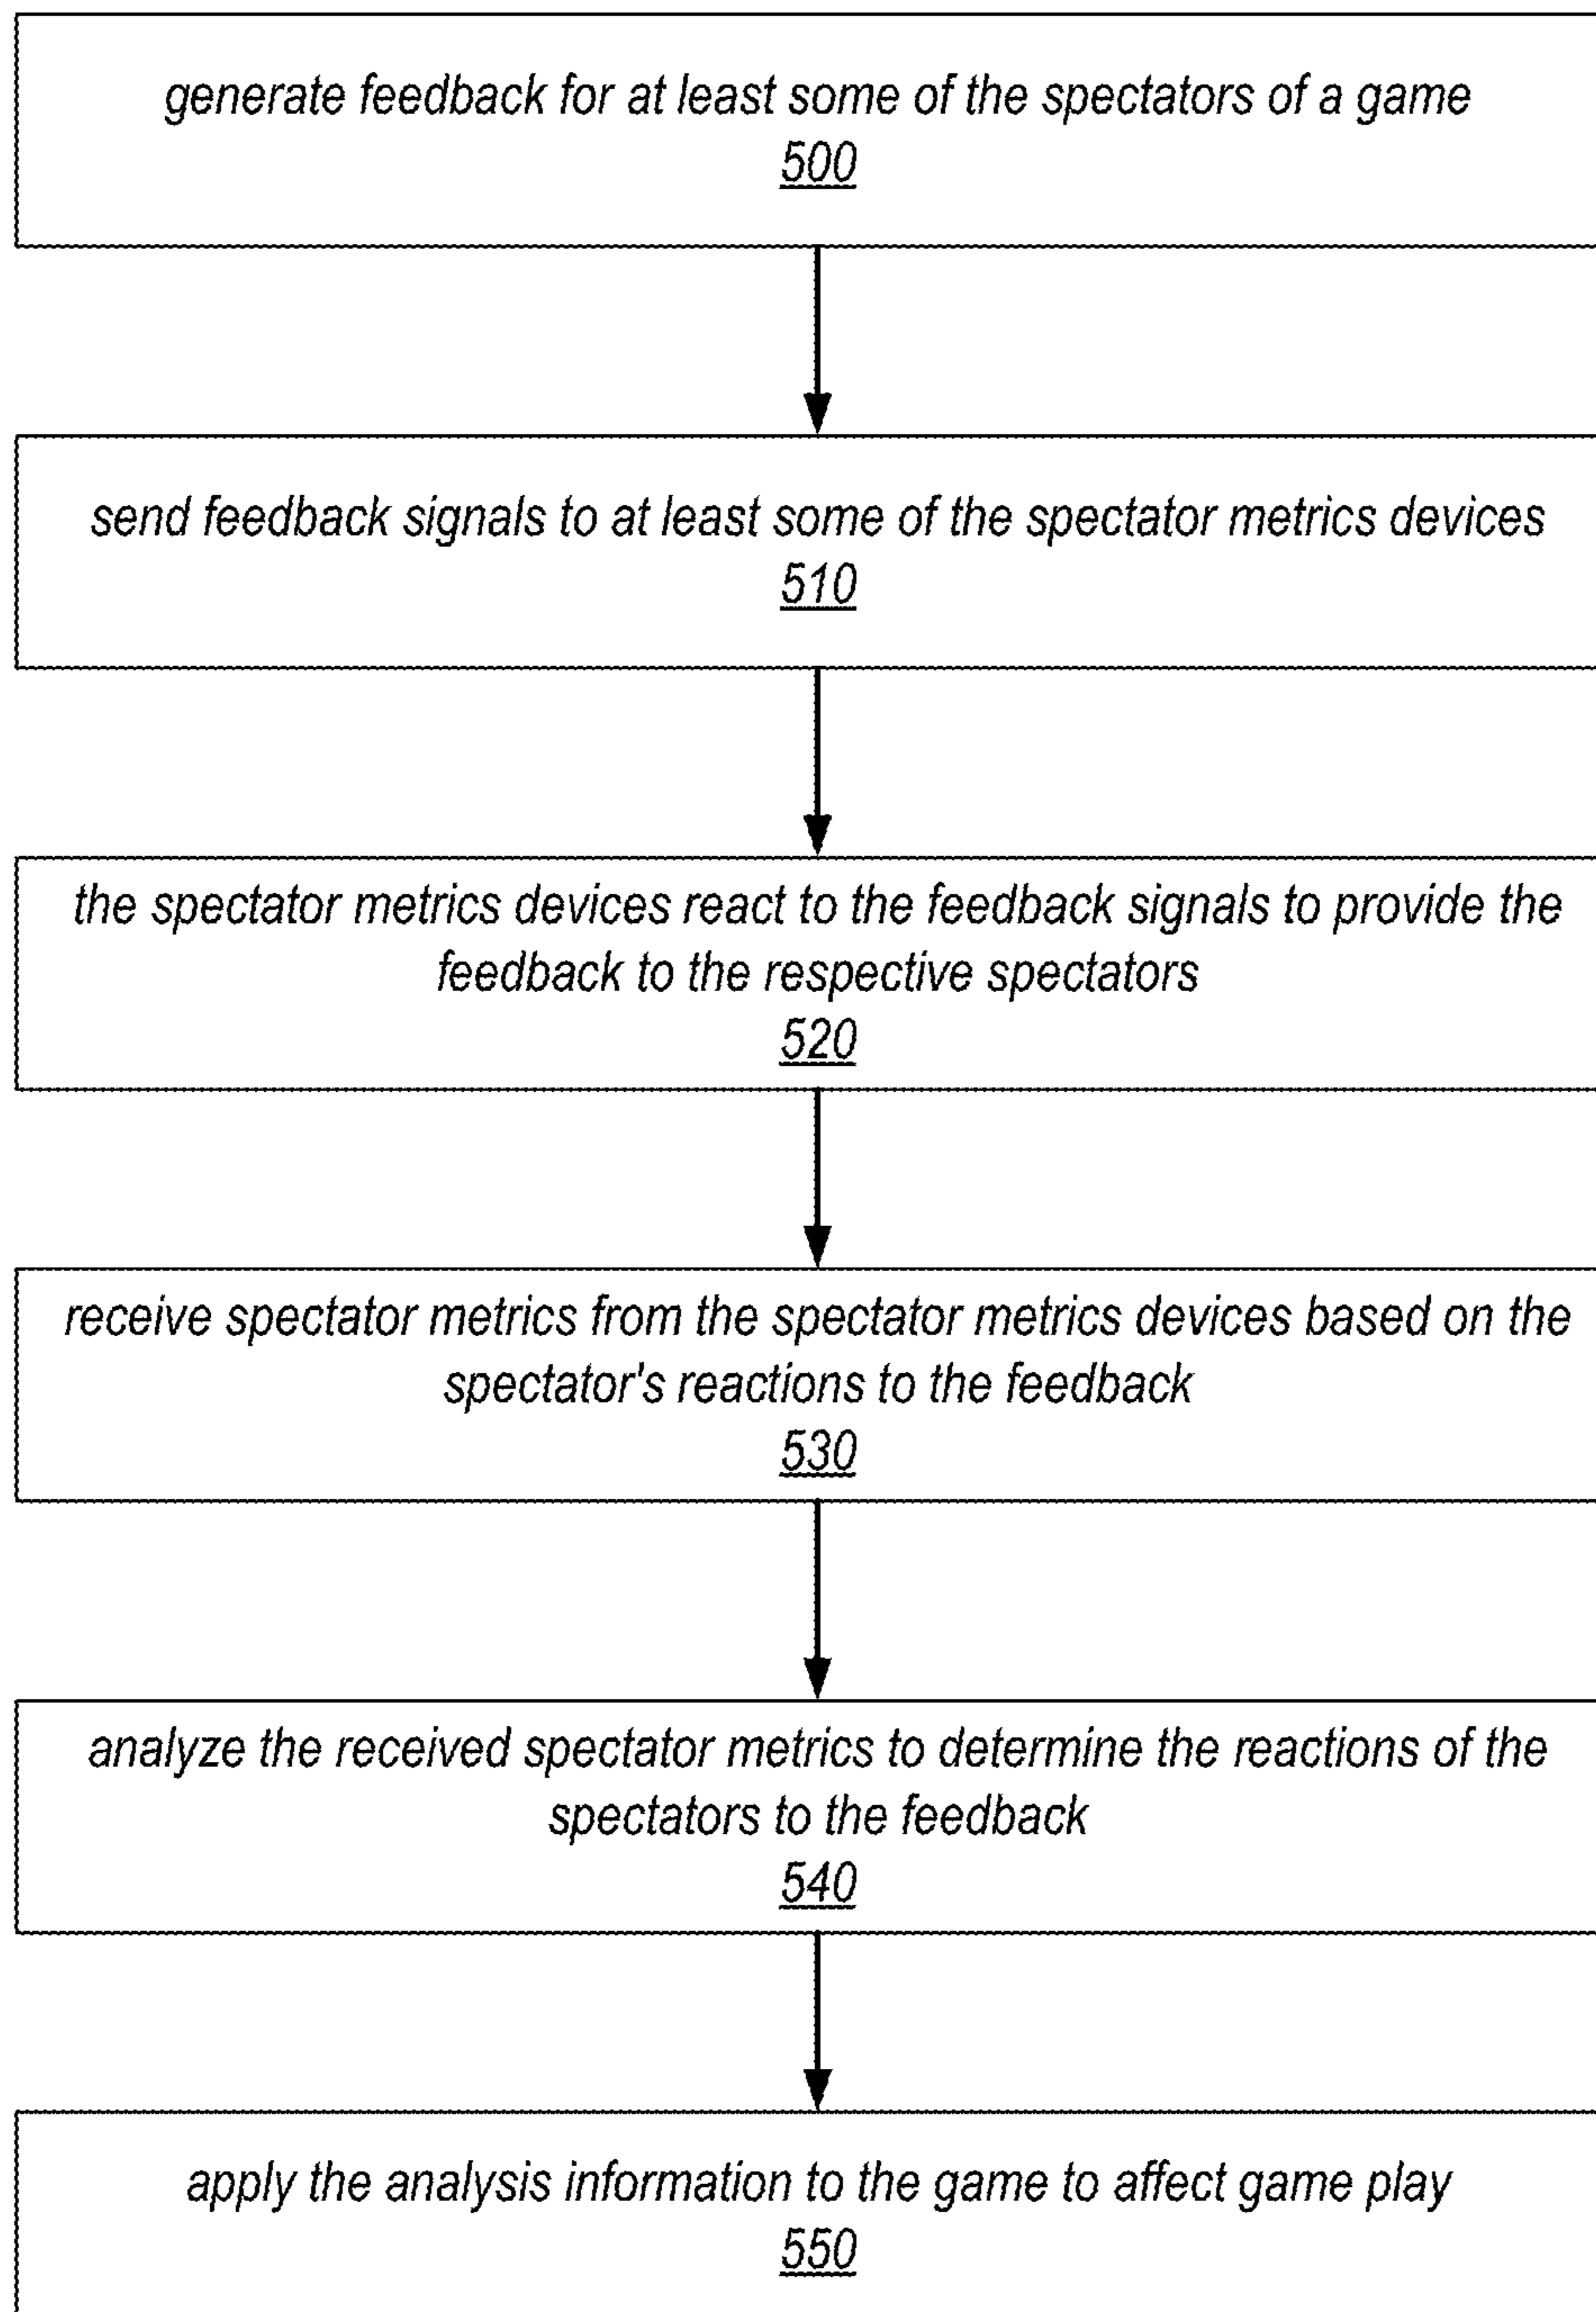 generate feedback for at least some of the spectators of a game
500
send feedback signals to at least some of the spectator metrics devices
510
the spectator metrics devices react to the feedback signals to provide the
feedback to the respective spectators
520
receive spectator metrics from the spectator metrics devices based on the
spectator's reactions to the feedback
530
analyze the received spectator metrics to determine the reactions of the
spectators to the feedback
540
apply the analysis information to the game to affect game play
550